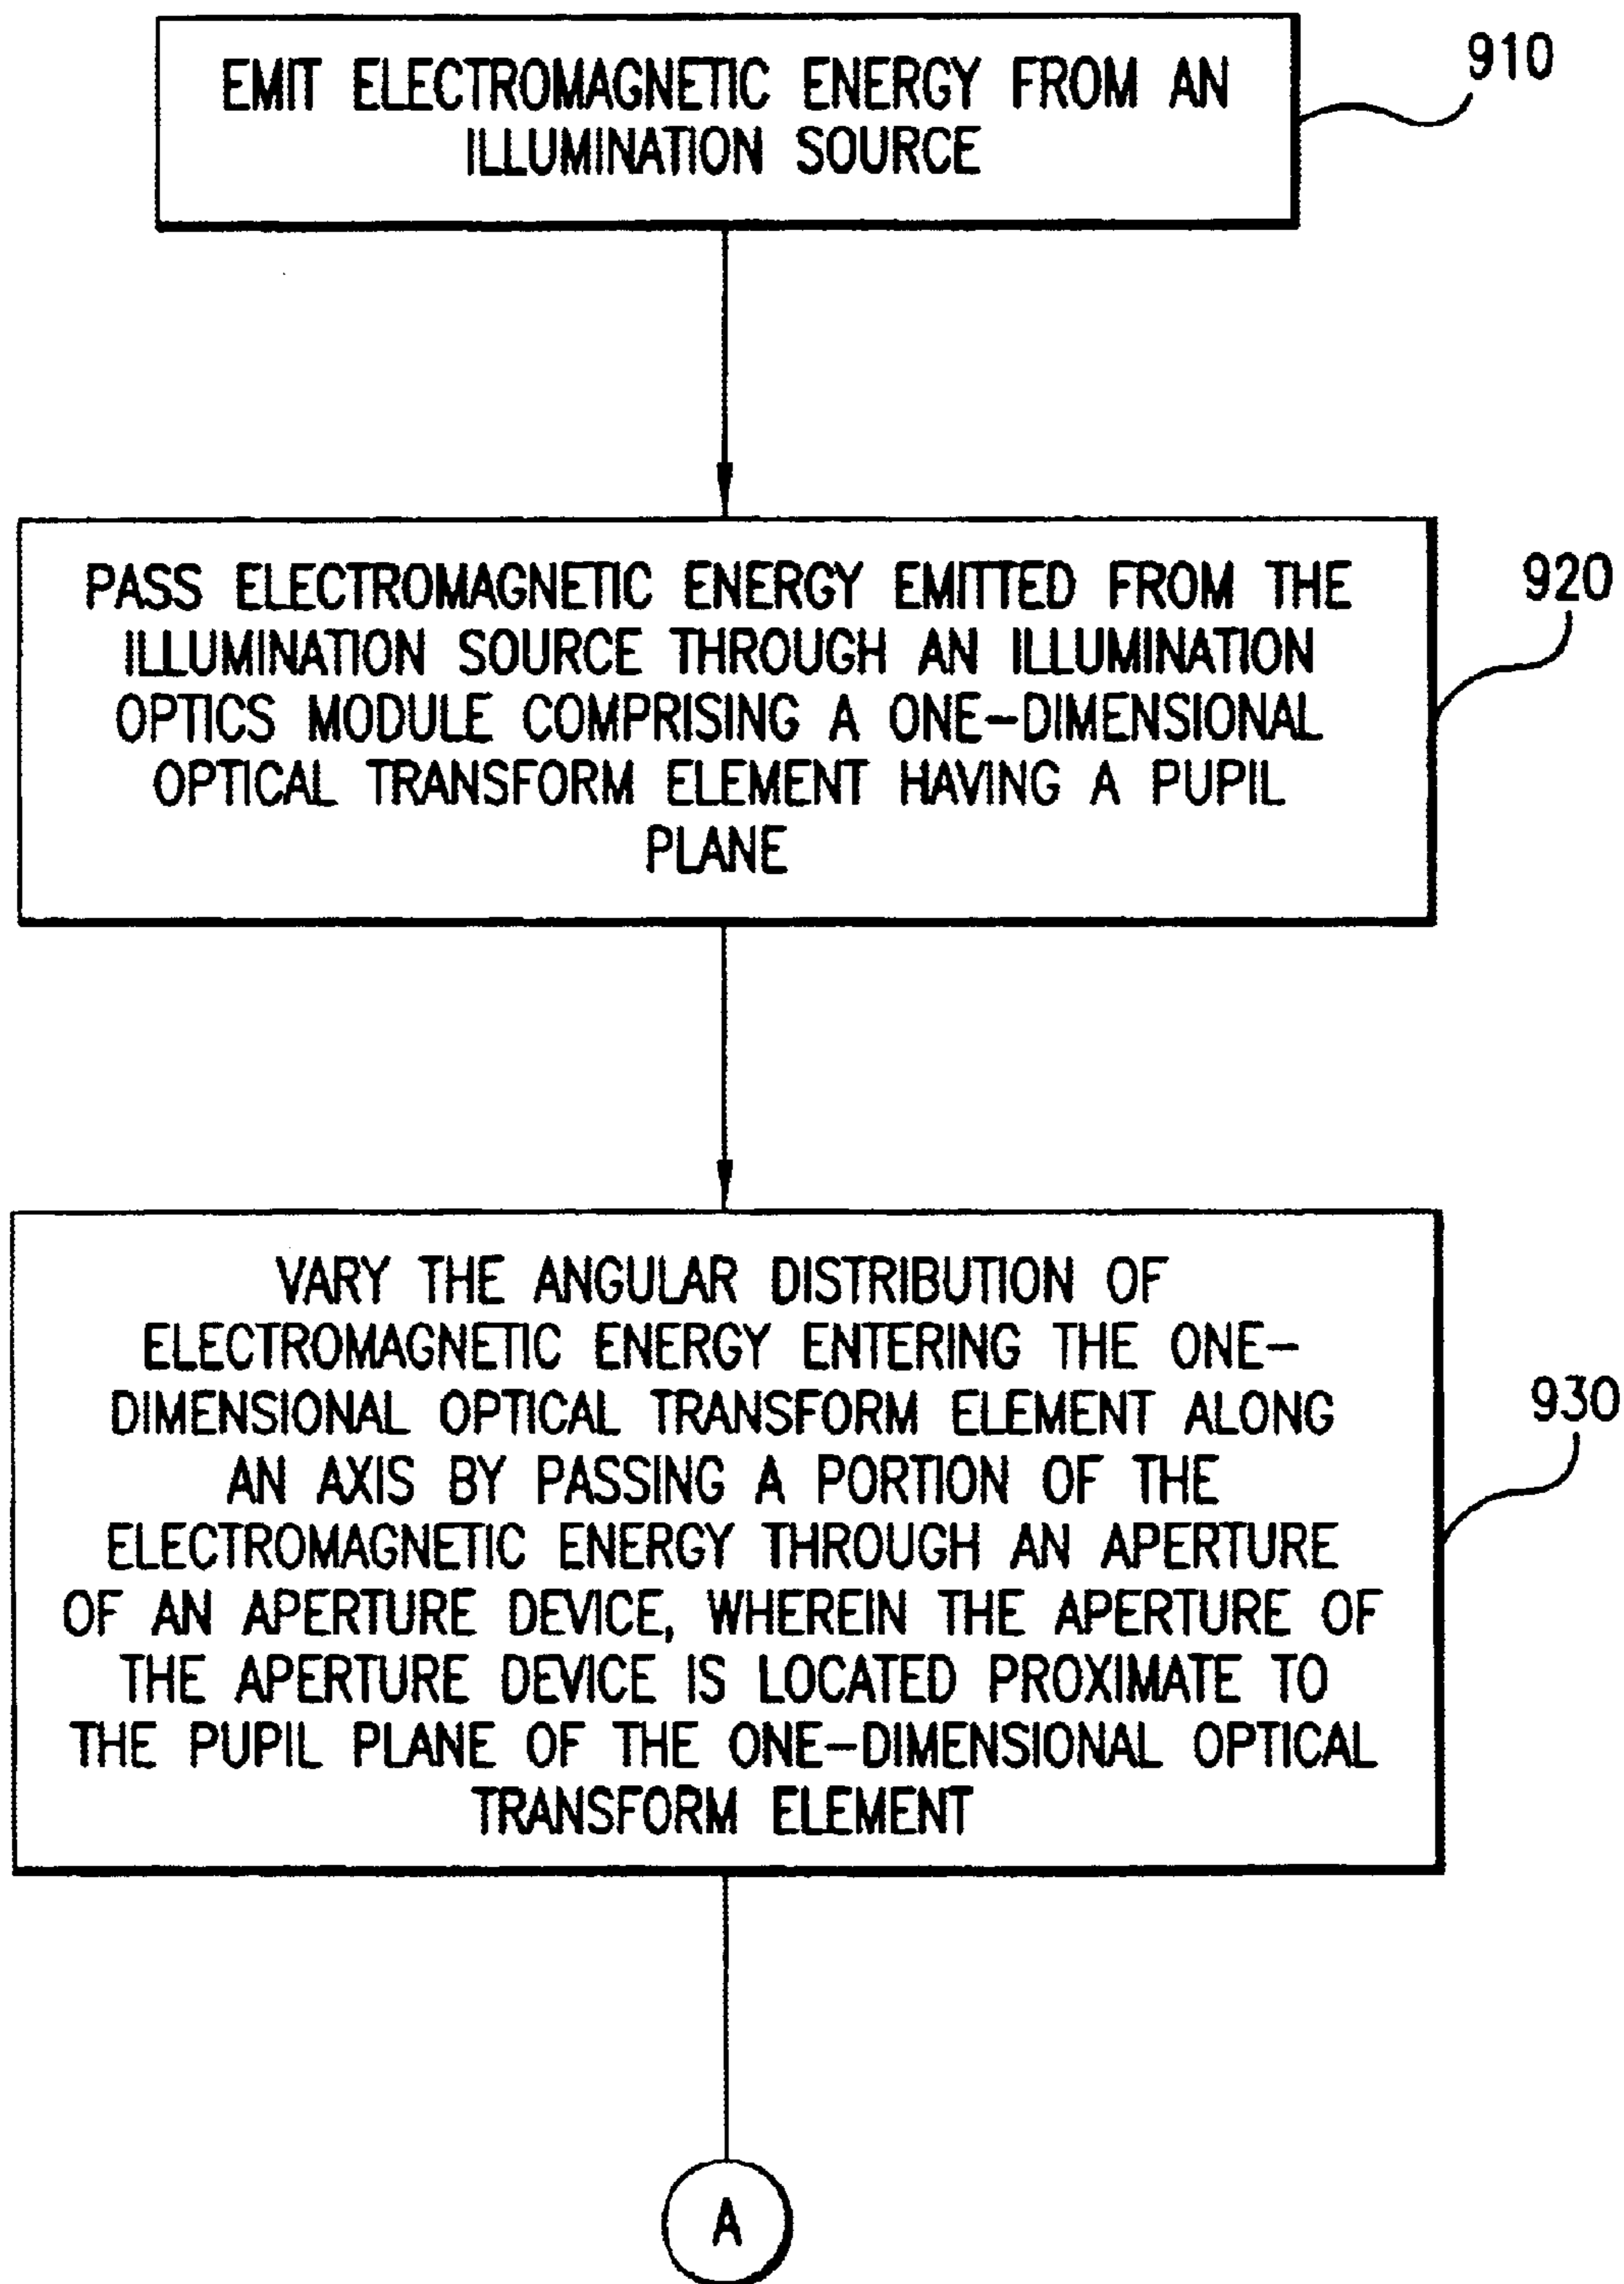 EMIT ELECTROMAGNETIC ENERGY FROM AN
ILLUMINATION SOURCE
910
PASS ELECTROMAGNETIC ENERGY EMITTED FROM THE
ILLUMINATION SOURCE THROUGH AN ILLUMINATION
OPTICS MODULE COMPRISING A ONE-DIMENSIONAL
OPTICAL TRANSFORM ELEMENT HAVING A PUPIL
PLANE
920
VARY THE ANGULAR DISTRIBUTION OF
ELECTROMAGNETIC ENERGY ENTERING THE ONE-
DIMENSIONAL OPTICAL TRANSFORM ELEMENT ALONG
AN AXIS BY PASSING A PORTION OF THE
ELECTROMAGNETIC ENERGY THROUGH AN APERTURE
OF AN APERTURE DEVICE, WHEREIN THE APERTURE OF
THE APERTURE DEVICE IS LOCATED PROXIMATE TO
THE PUPIL PLANE OF THE ONE-DIMENSIONAL OPTICAL
TRANSFORM ELEMENT
930
A